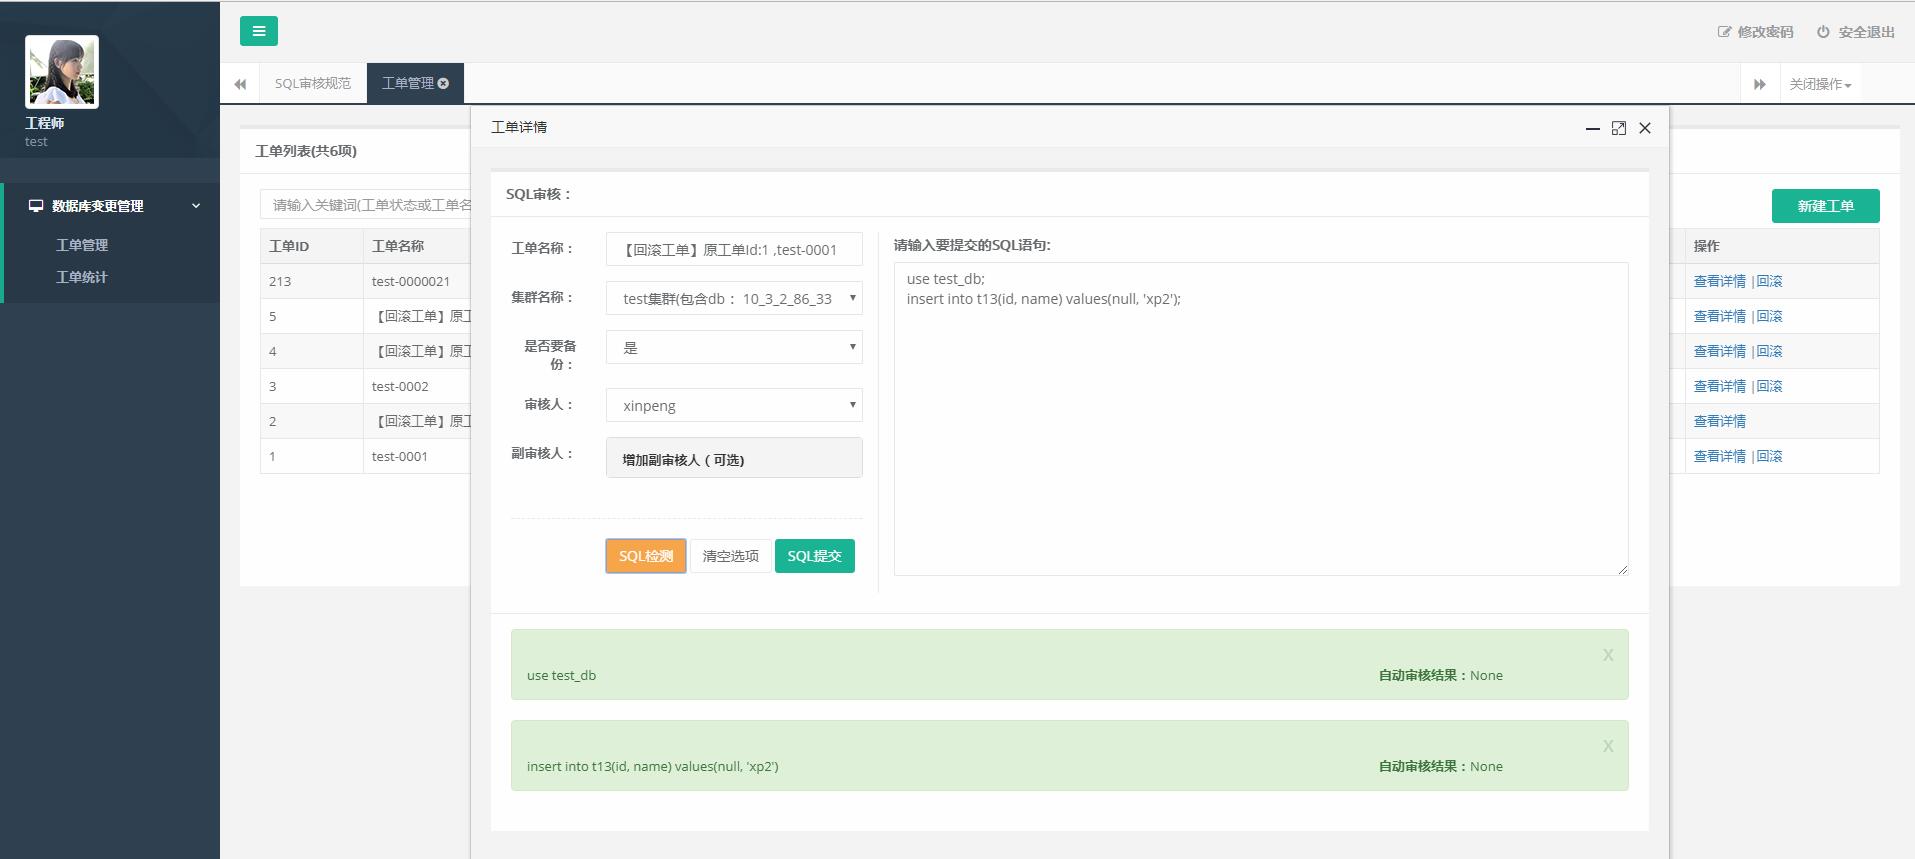 修改密码
安全退出
SQL审核规范
工单管理
关闭操作
工程师
test
数据库变更管理
工单管理
工单统计
工单列表(共6项)
请输入关键词(工单状态或工单名
新建工单
工单ID 工单名称 操作
213 test-0000021 查看详情 |回滚
5 【回滚工单】原工 查看详情 |回滚
4 【回滚工单】原工 查看详情 |回滚
3 test-0002 查看详情 |回滚
2 【回滚工单】原工 查看详情
1 test-0001 查看详情 |回滚
工单详情
SQL审核：
工单名称： 【回滚工单】原工单Id:1 ,test-0001
集群名称： test集群(包含db： 10_3_2_86_33
是否要备
份： 是
审核人： xinpeng
副审核人： 增加副审核人（可选)
SQL检测 清空选项 SQL提交
请输入要提交的SQL语句:
use test_db;
insert into t13(id, name) values(null, 'xp2');
X
use test_db 自动审核结果：None
X
insert into t13(id, name) values(null, 'xp2') 自动审核结果：None